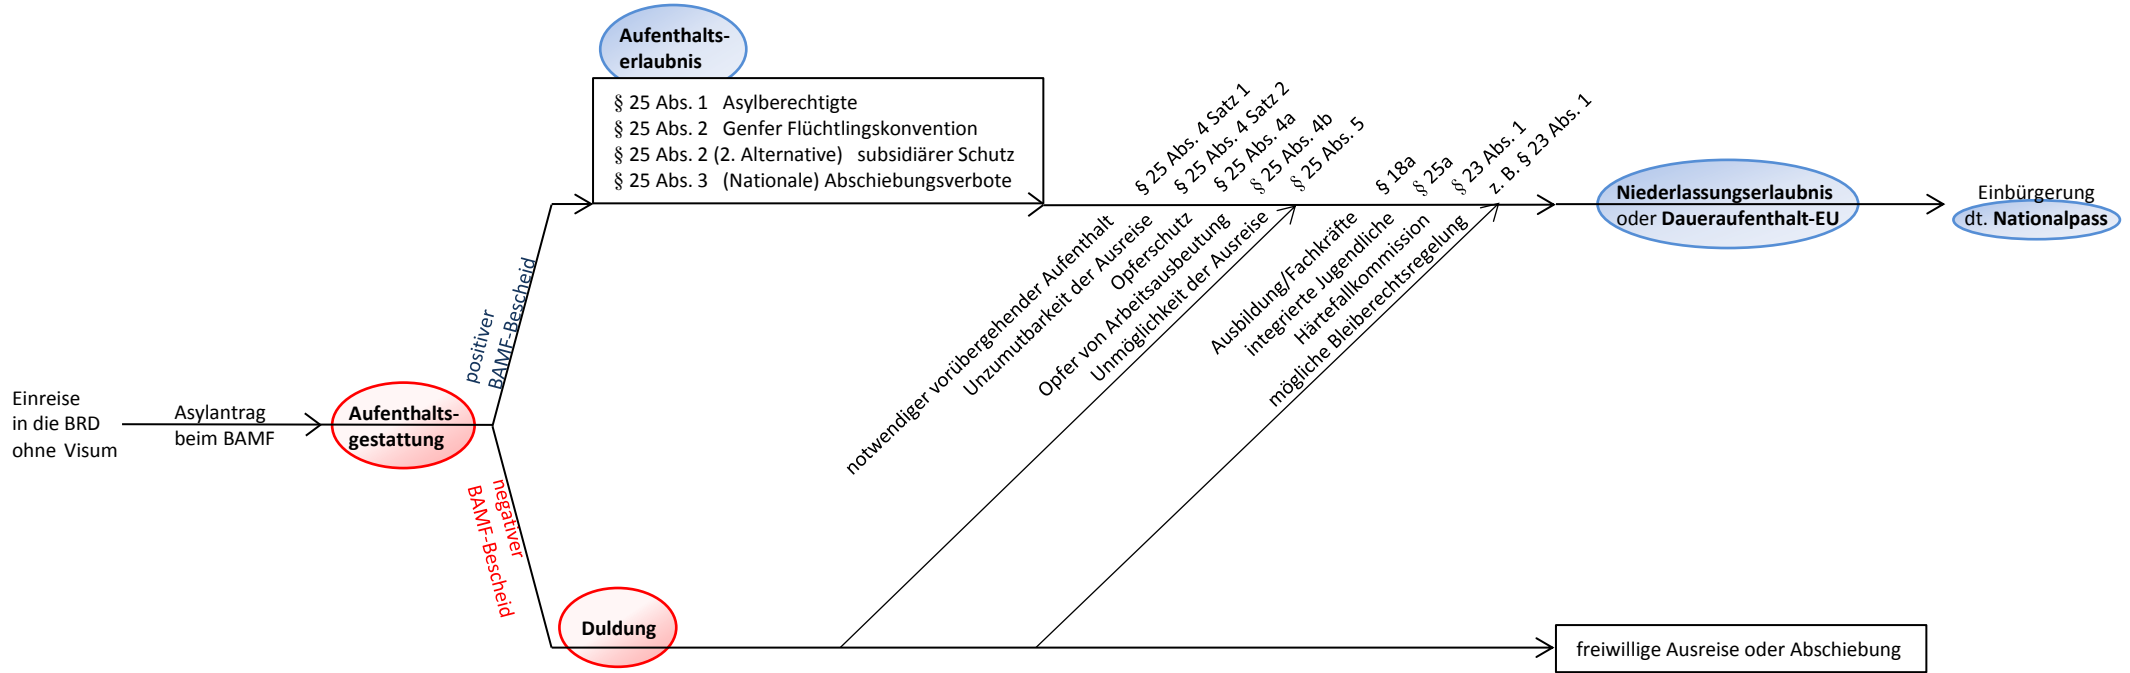 Einreise
in die BRD
ohne Visum
Asylantrag
beim BAMF
Aufenthalts-
gestattung
positiver
BAMF-Bescheid
negativer
BAMF-Bescheid
Aufenthalts-
erlaubnis
§ 25 Abs. 1 Asylberechtigte
§ 25 Abs. 2 Genfer Flüchtlingskonvention
§ 25 Abs. 2 (2. Alternative) subsidiärer Schutz
§ 25 Abs. 3 (Nationale) Abschiebungsverbote
§ 25 Abs. 4 Satz 1
§ 25 Abs. 4 Satz 2
§ 25 Abs. 4a
§ 25 Abs. 4b
§ 25 Abs. 5
notwendiger vorübergehender Aufenthalt
Unzumutbarkeit der Ausreise
Opferschutz
Opfer von Arbeitsausbeutung
Unmöglichkeit der Ausreise
§ 18a
§ 25a
§ 23 Abs. 1
z. B. § 23 Abs. 1
Ausbildung/Fachkräfte
integrierte Jugendliche
Härtefallkommission
mögliche Bleiberechtsregelung
Niederlassungserlaubnis
oder Daueraufenthalt-EU
Einbürgerung
dt. Nationalpass
Duldung
freiwillige Ausreise oder Abschiebung